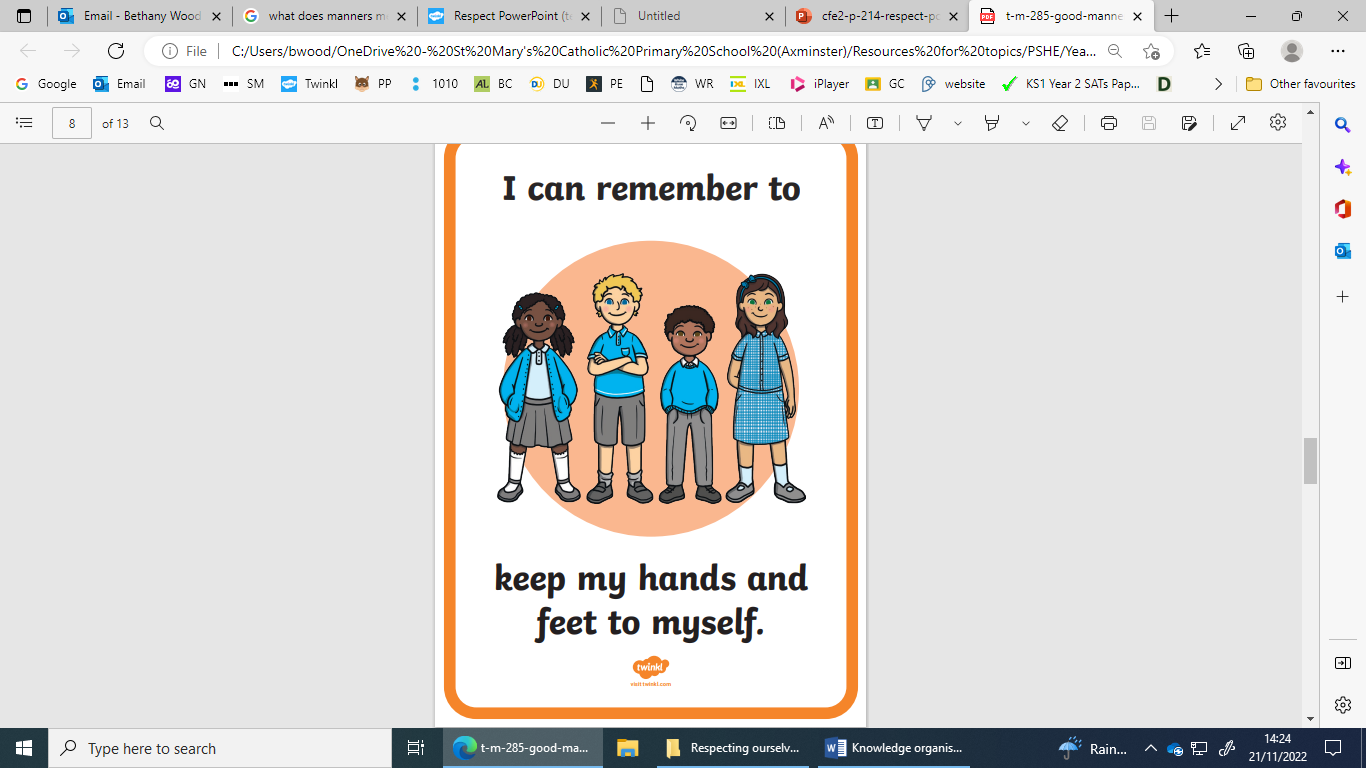 Email - Bethany Wood
what does manners m
Respect PowerPoint (t
Untitled
cfe2-p-214-respect-p
t-m-285-good-manne
File
C:/Users/bwood/OneDrive%20-%20St%20Mary's%20Catholic%20Primary%20School%20(Axminster)/Resources%20for%20topics/PSHE/Yea...
Google Email GN SM Twinkl PP 1010 BC DU PE WR IXL iPlayer GC website KS1 Year 2 SATs Pap... D Other favourites
8 of 13
I can remember to
keep my hands and
feet to myself.
twinkl
visit twinkl.com
Type here to search
t-m-285-good-ma...
Respecting ourselv...
Knowledge organis...
Rain...
14:24
21/11/2022